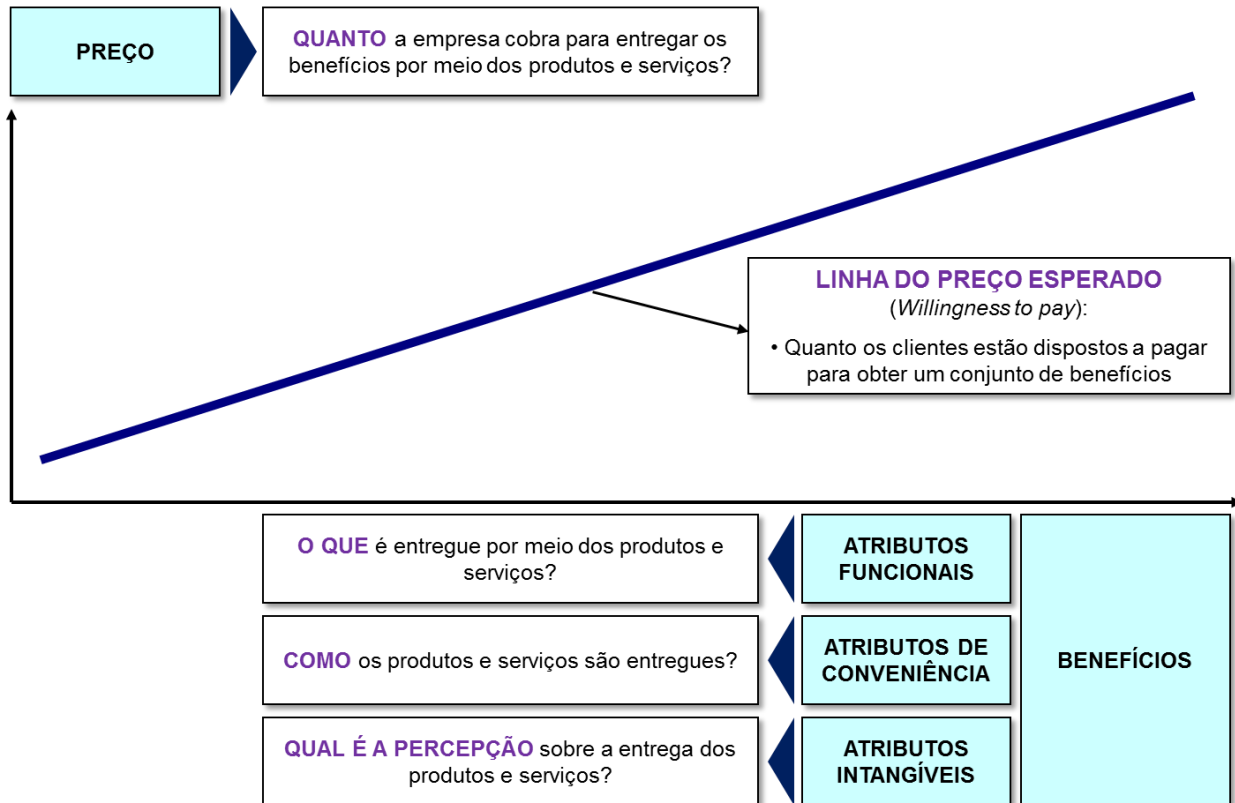 PREÇO
QUANTO a empresa cobra para entregar os
benefícios por meio dos produtos e serviços?
LINHA DO PREÇO ESPERADO
(Willingness to pay):
• Quanto os clientes estão dispostos a pagar
para obter um conjunto de benefícios
O QUE é entregue por meio dos produtos e
serviços?
ATRIBUTOS
FUNCIONAIS
COMO os produtos e serviços são entregues?
ATRIBUTOS DE
CONVENIÊNCIA
BENEFÍCIOS
QUAL É A PERCEPÇÃO sobre a entrega dos
produtos e serviços?
ATRIBUTOS
INTANGÍVEIS